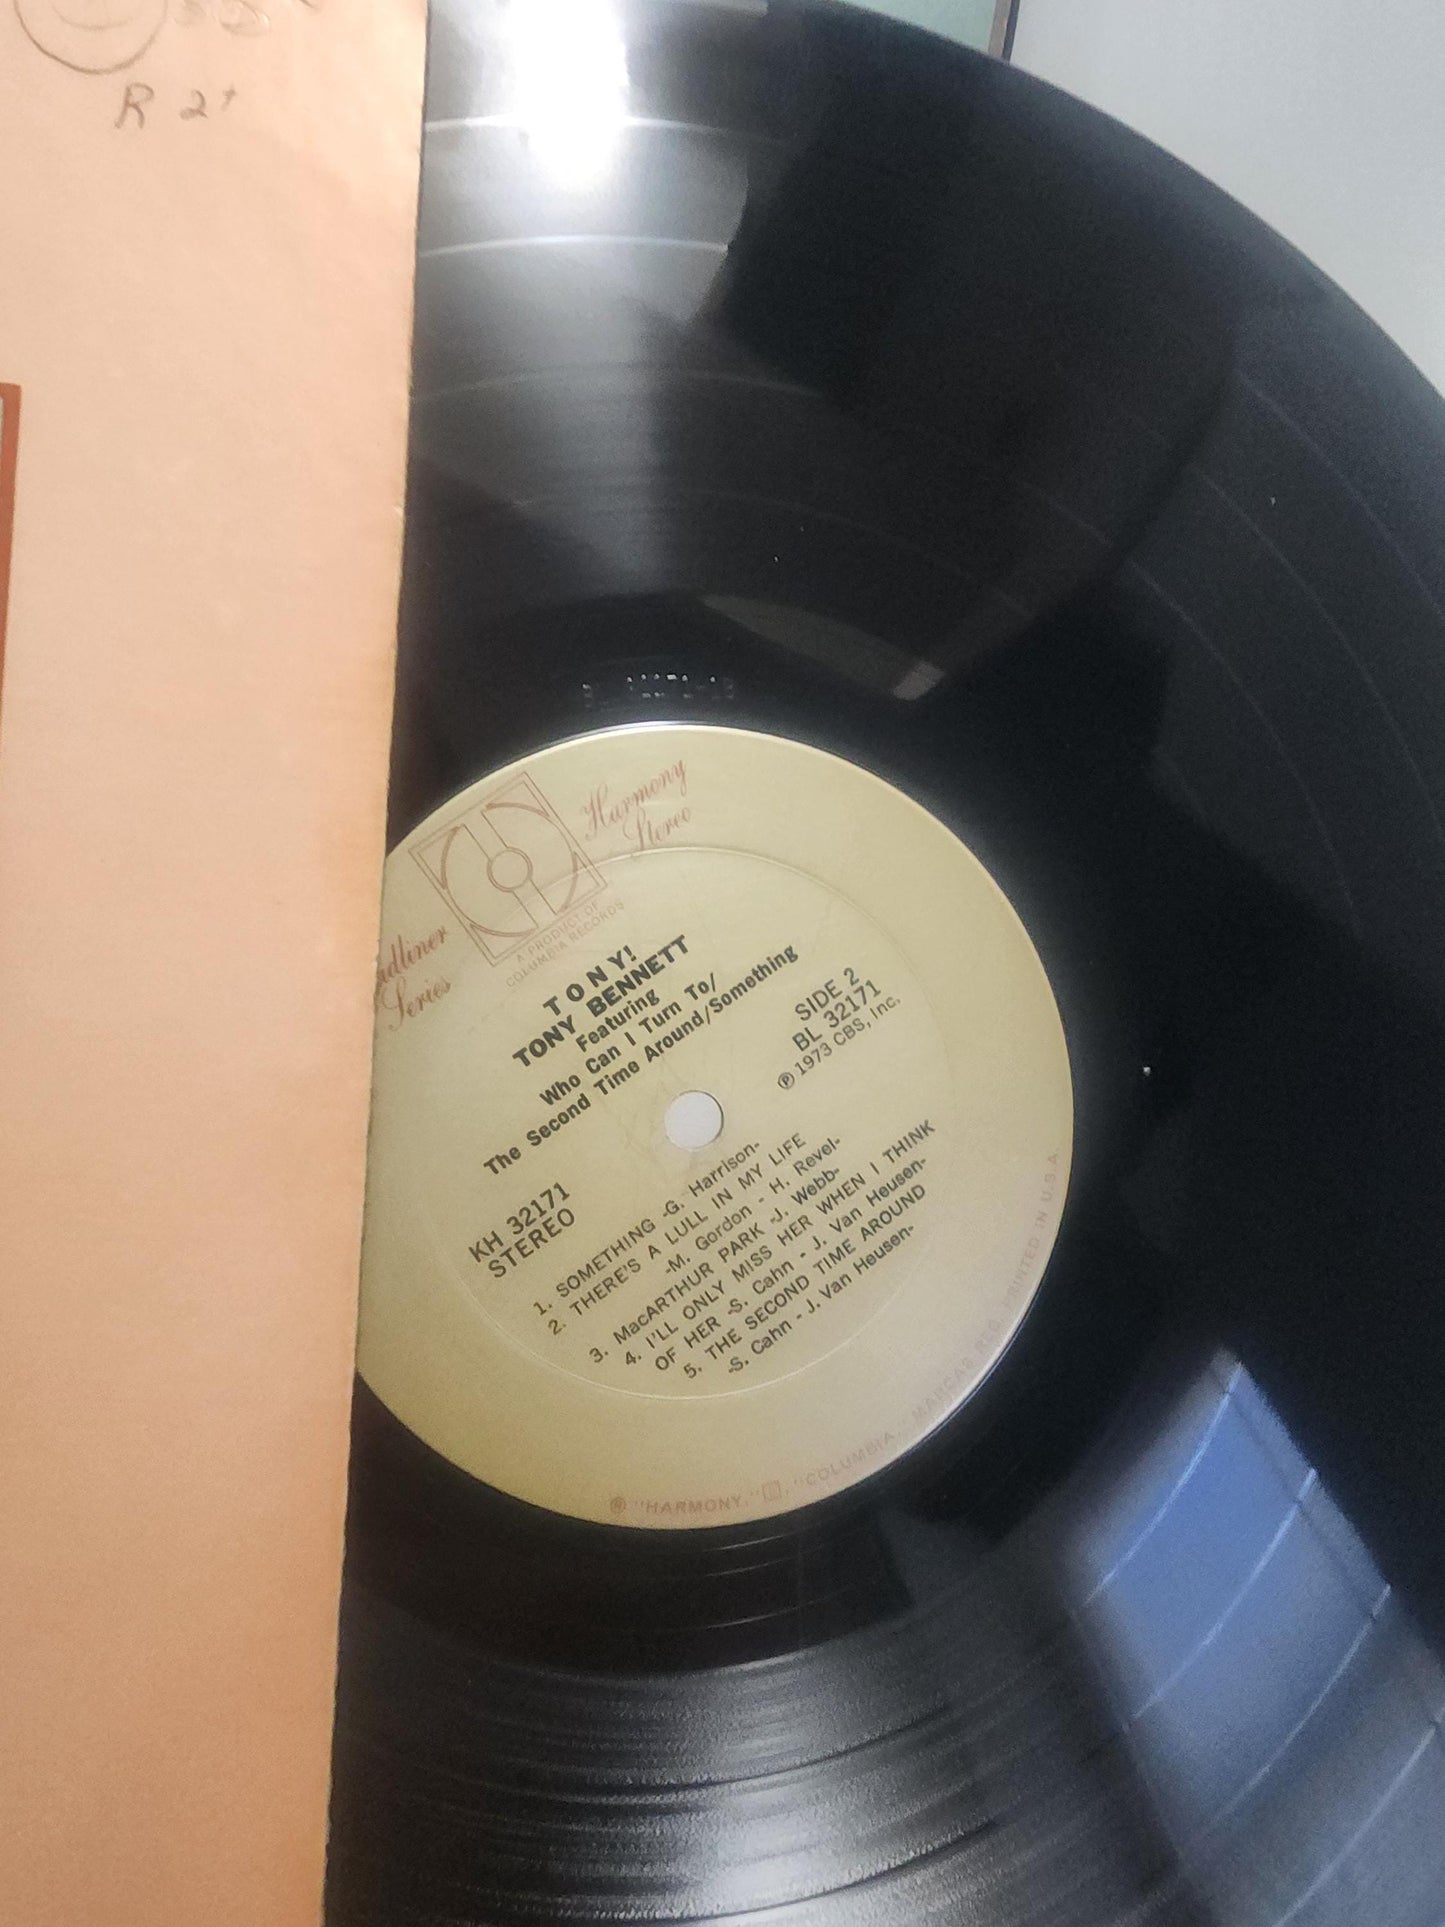 R 2+
Harmony
Stereo
Series
A PRODUCT OF
COLUMBIA RECORDS
TONY!
TONY BENNETT
Featuring
Who Can I Turn To/
The Second Time Around/Something
SIDE 2
BL 32171
℗ 1973 CBS, Inc.
KH 32171
STEREO
1. SOMETHING -G. Harrison-
2. THERE'S A LULL IN MY LIFE
-M. Gordon - H. Revel-
3. MacARTHUR PARK -J. Webb-
4. I'LL ONLY MISS HER WHEN I THINK
OF HER -S. Cahn - J. Van Heusen-
5. THE SECOND TIME AROUND
-S. Cahn - J. Van Heusen-
® "HARMONY," "COLUMBIA," MARCAS REG. PRINTED IN U.S.A.